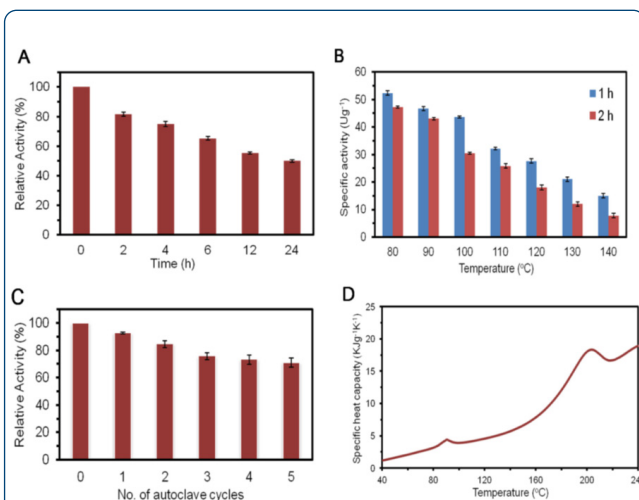 A
Relative Activity (%)
100
80
60
40
20
0
0 2 4 6 12 24
Time (h)
B
Specific activity (Ug⁻¹)
60
50
40
30
20
10
0
1 h
2 h
80 90 100 110 120 130 140
Temperature (°C)
C
Relative Activity (%)
100
80
60
40
20
0
0 1 2 3 4 5
No. of autoclave cycles
D
Specific heat capacity (KJg⁻¹K⁻¹)
25
20
15
10
5
0
40 80 120 160 200 240
Temperature (°C)